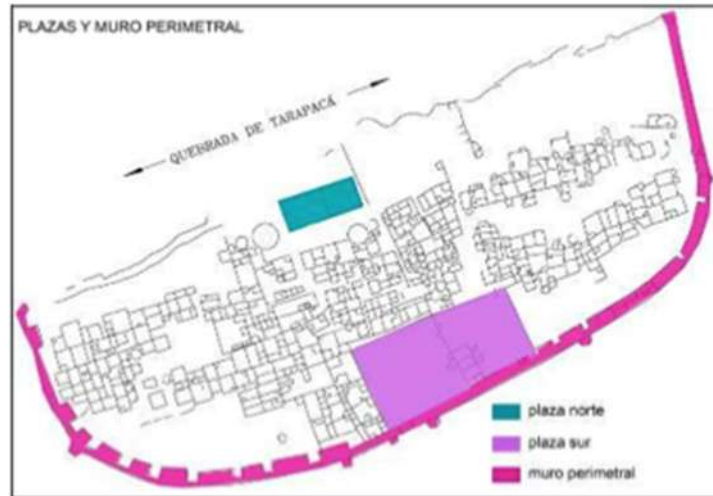 PLAZAS Y MURO PERIMETRAL
QUEBRADA DE TARAPACÁ
plaza norte
plaza sur
muro perimetral